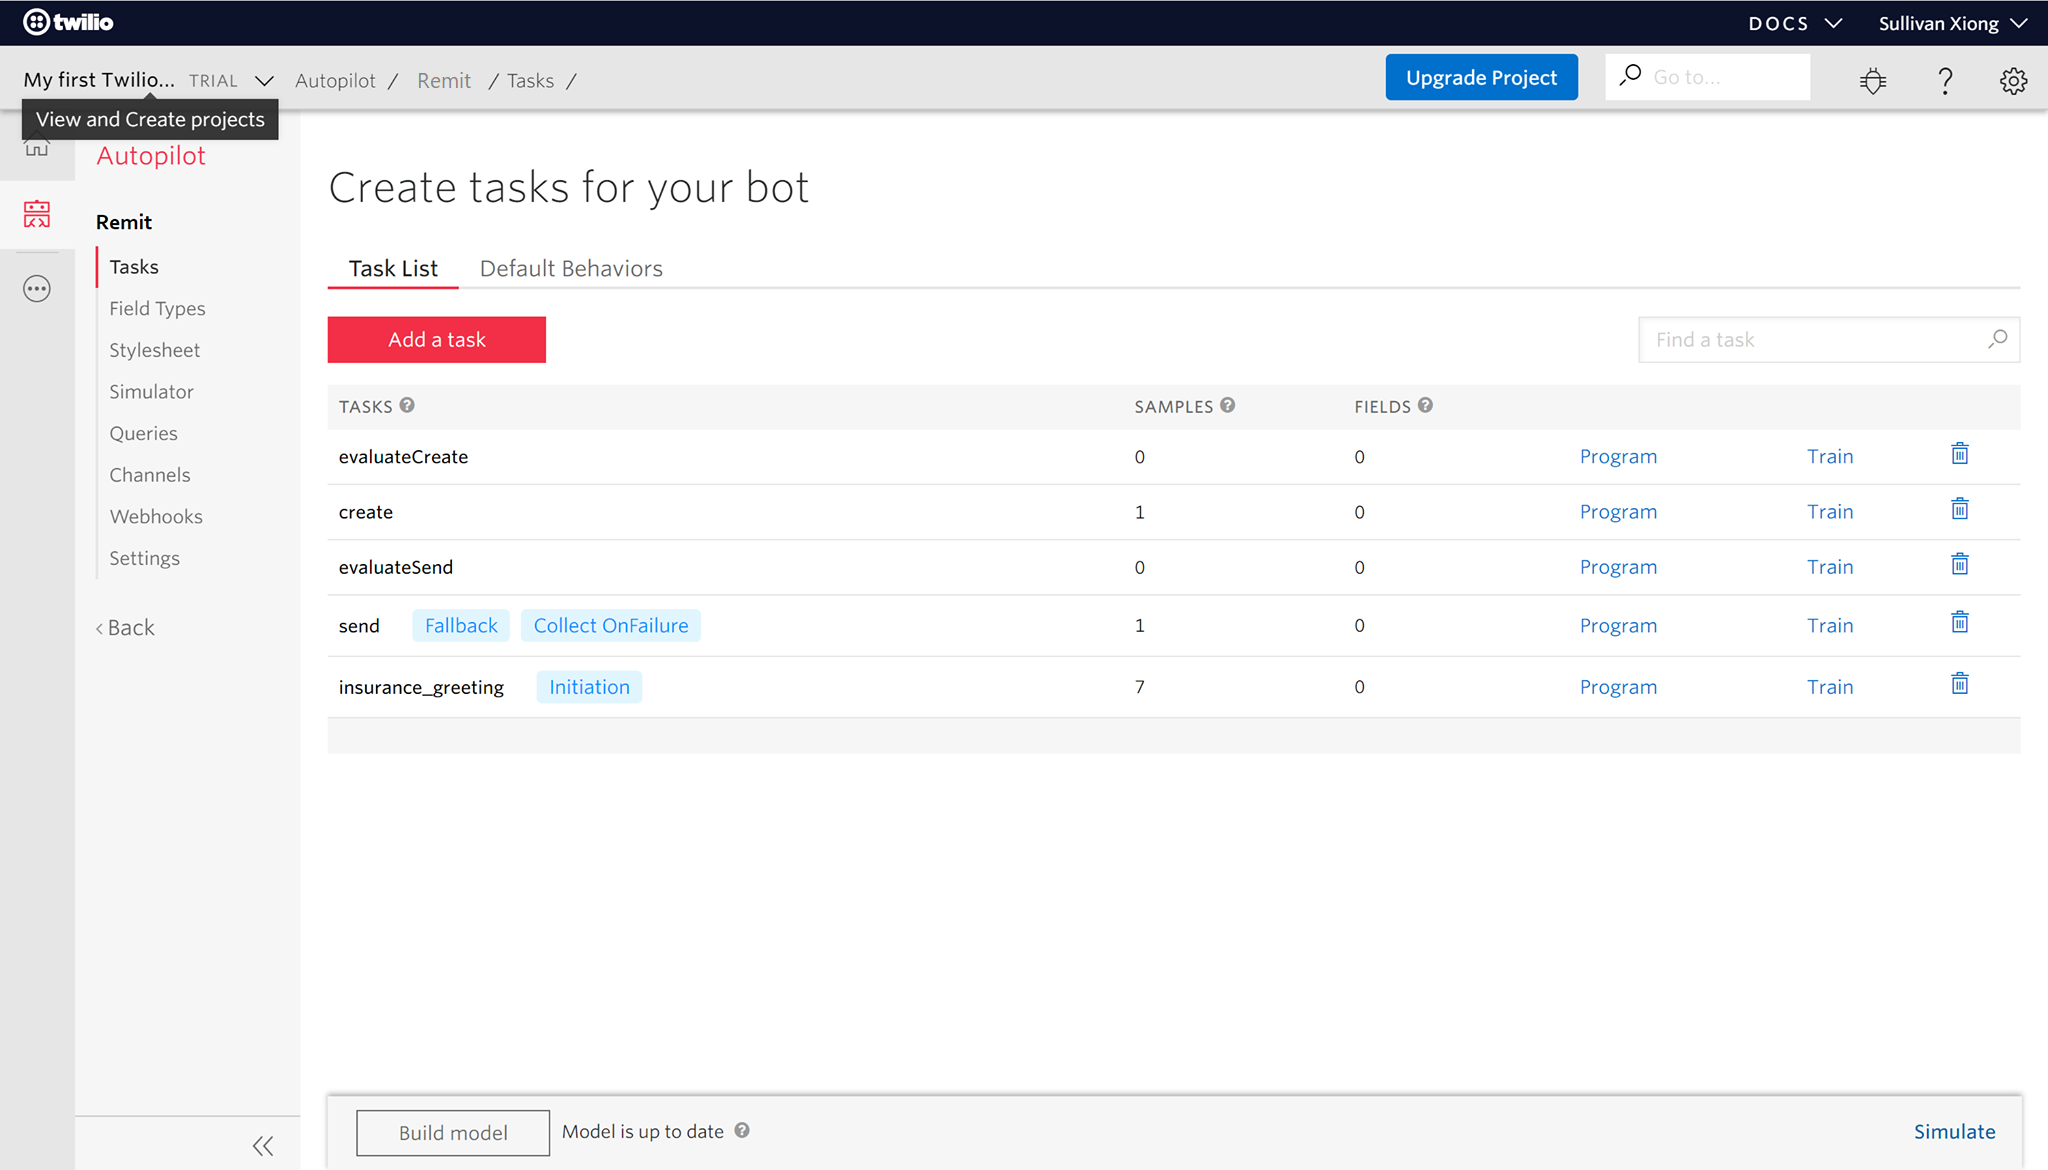 twilio
DOCS
Sullivan Xiong
My first Twilio... TRIAL
Autopilot / Remit / Tasks /
Upgrade Project
Go to...
View and Create projects
Autopilot
Remit
Tasks
Field Types
Stylesheet
Simulator
Queries
Channels
Webhooks
Settings
Back
Create tasks for your bot
Task List Default Behaviors
Add a task
Find a task
TASKS SAMPLES FIELDS
evaluateCreate 0 0 Program Train
create 1 0 Program Train
evaluateSend 0 0 Program Train
send Fallback Collect OnFailure 1 0 Program Train
insurance_greeting Initiation 7 0 Program Train
Build model Model is up to date
Simulate